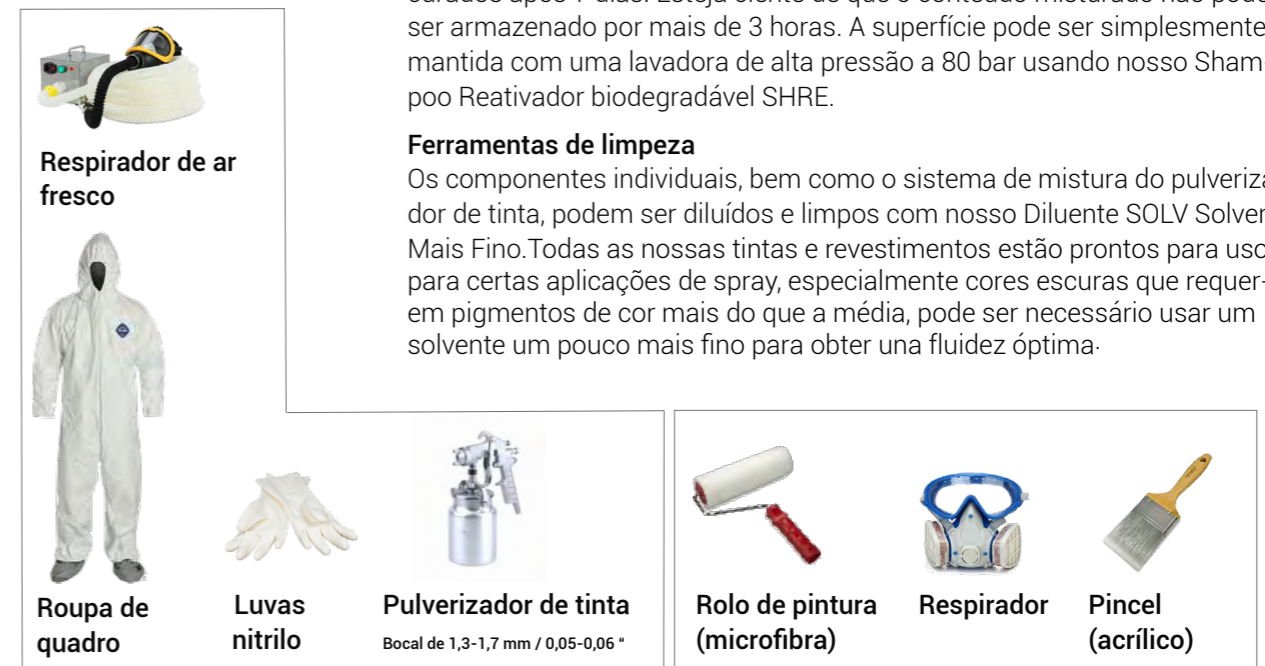 ser armazenado por mais de 3 horas. A superfície pode ser simplesmente
mantida com uma lavadora de alta pressão a 80 bar usando nosso Sham-
poo Reativador biodegradável SHRE.
Ferramentas de limpeza
Os componentes individuais, bem como o sistema de mistura do pulveriza
dor de tinta, podem ser diluídos e limpos com nosso Diluente SOLV Solven
Mais Fino.Todas as nossas tintas e revestimentos estão prontos para uso
para certas aplicações de spray, especialmente cores escuras que requer-
em pigmentos de cor mais do que a média, pode ser necessário usar um
solvente um pouco mais fino para obter una fluidez óptima·
Respirador de ar
fresco
Roupa de
quadro
Luvas
nitrilo
Pulverizador de tinta
Bocal de 1,3-1,7 mm / 0,05-0,06 “
Rolo de pintura
(microfibra)
Respirador
Pincel
(acrílico)